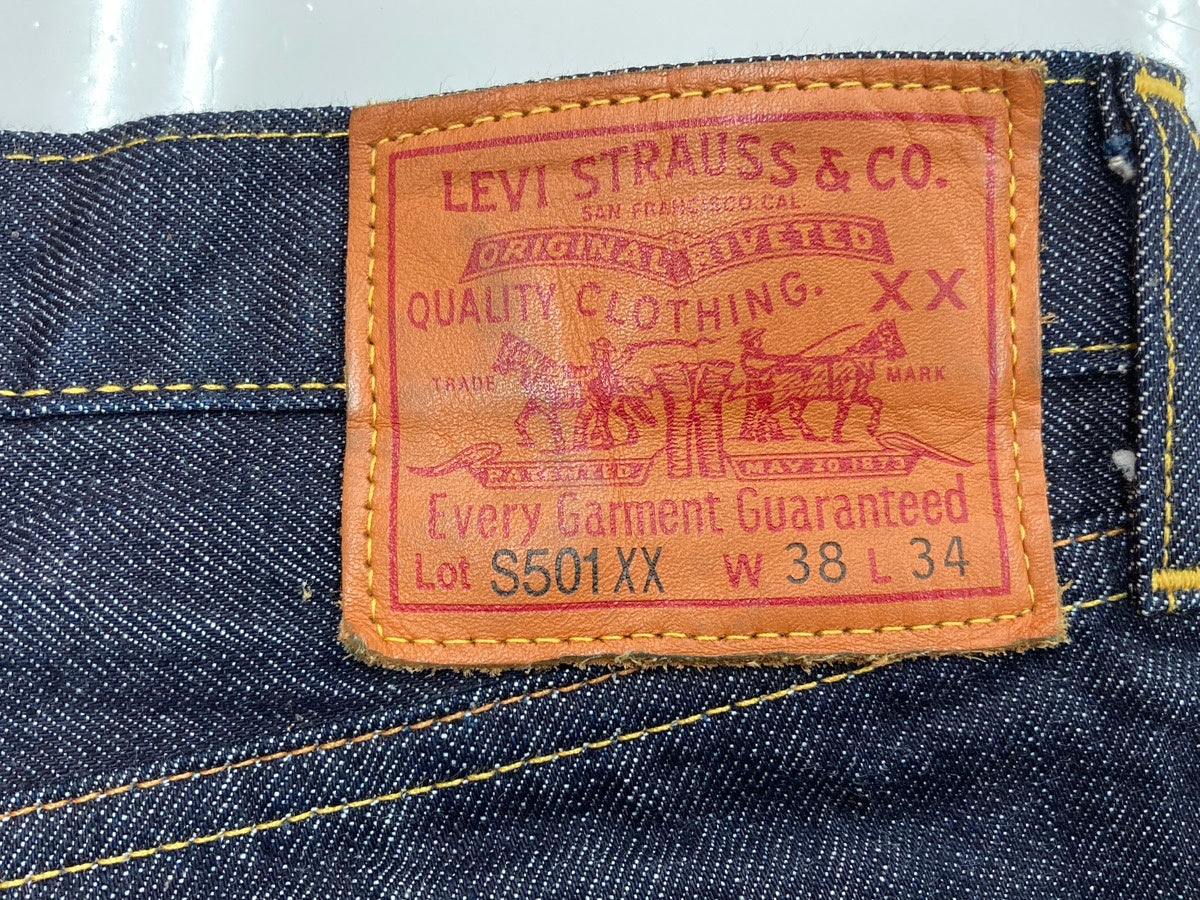 LEVI STRAUSS & CO.
SAN FRANCISCO CAL
ORIGINAL RIVETED
QUALITY CLOTHING. XX
TRADE MARK
MAY 20 1873
Every Garment Guaranteed
Lot S501XX W 38 L 34